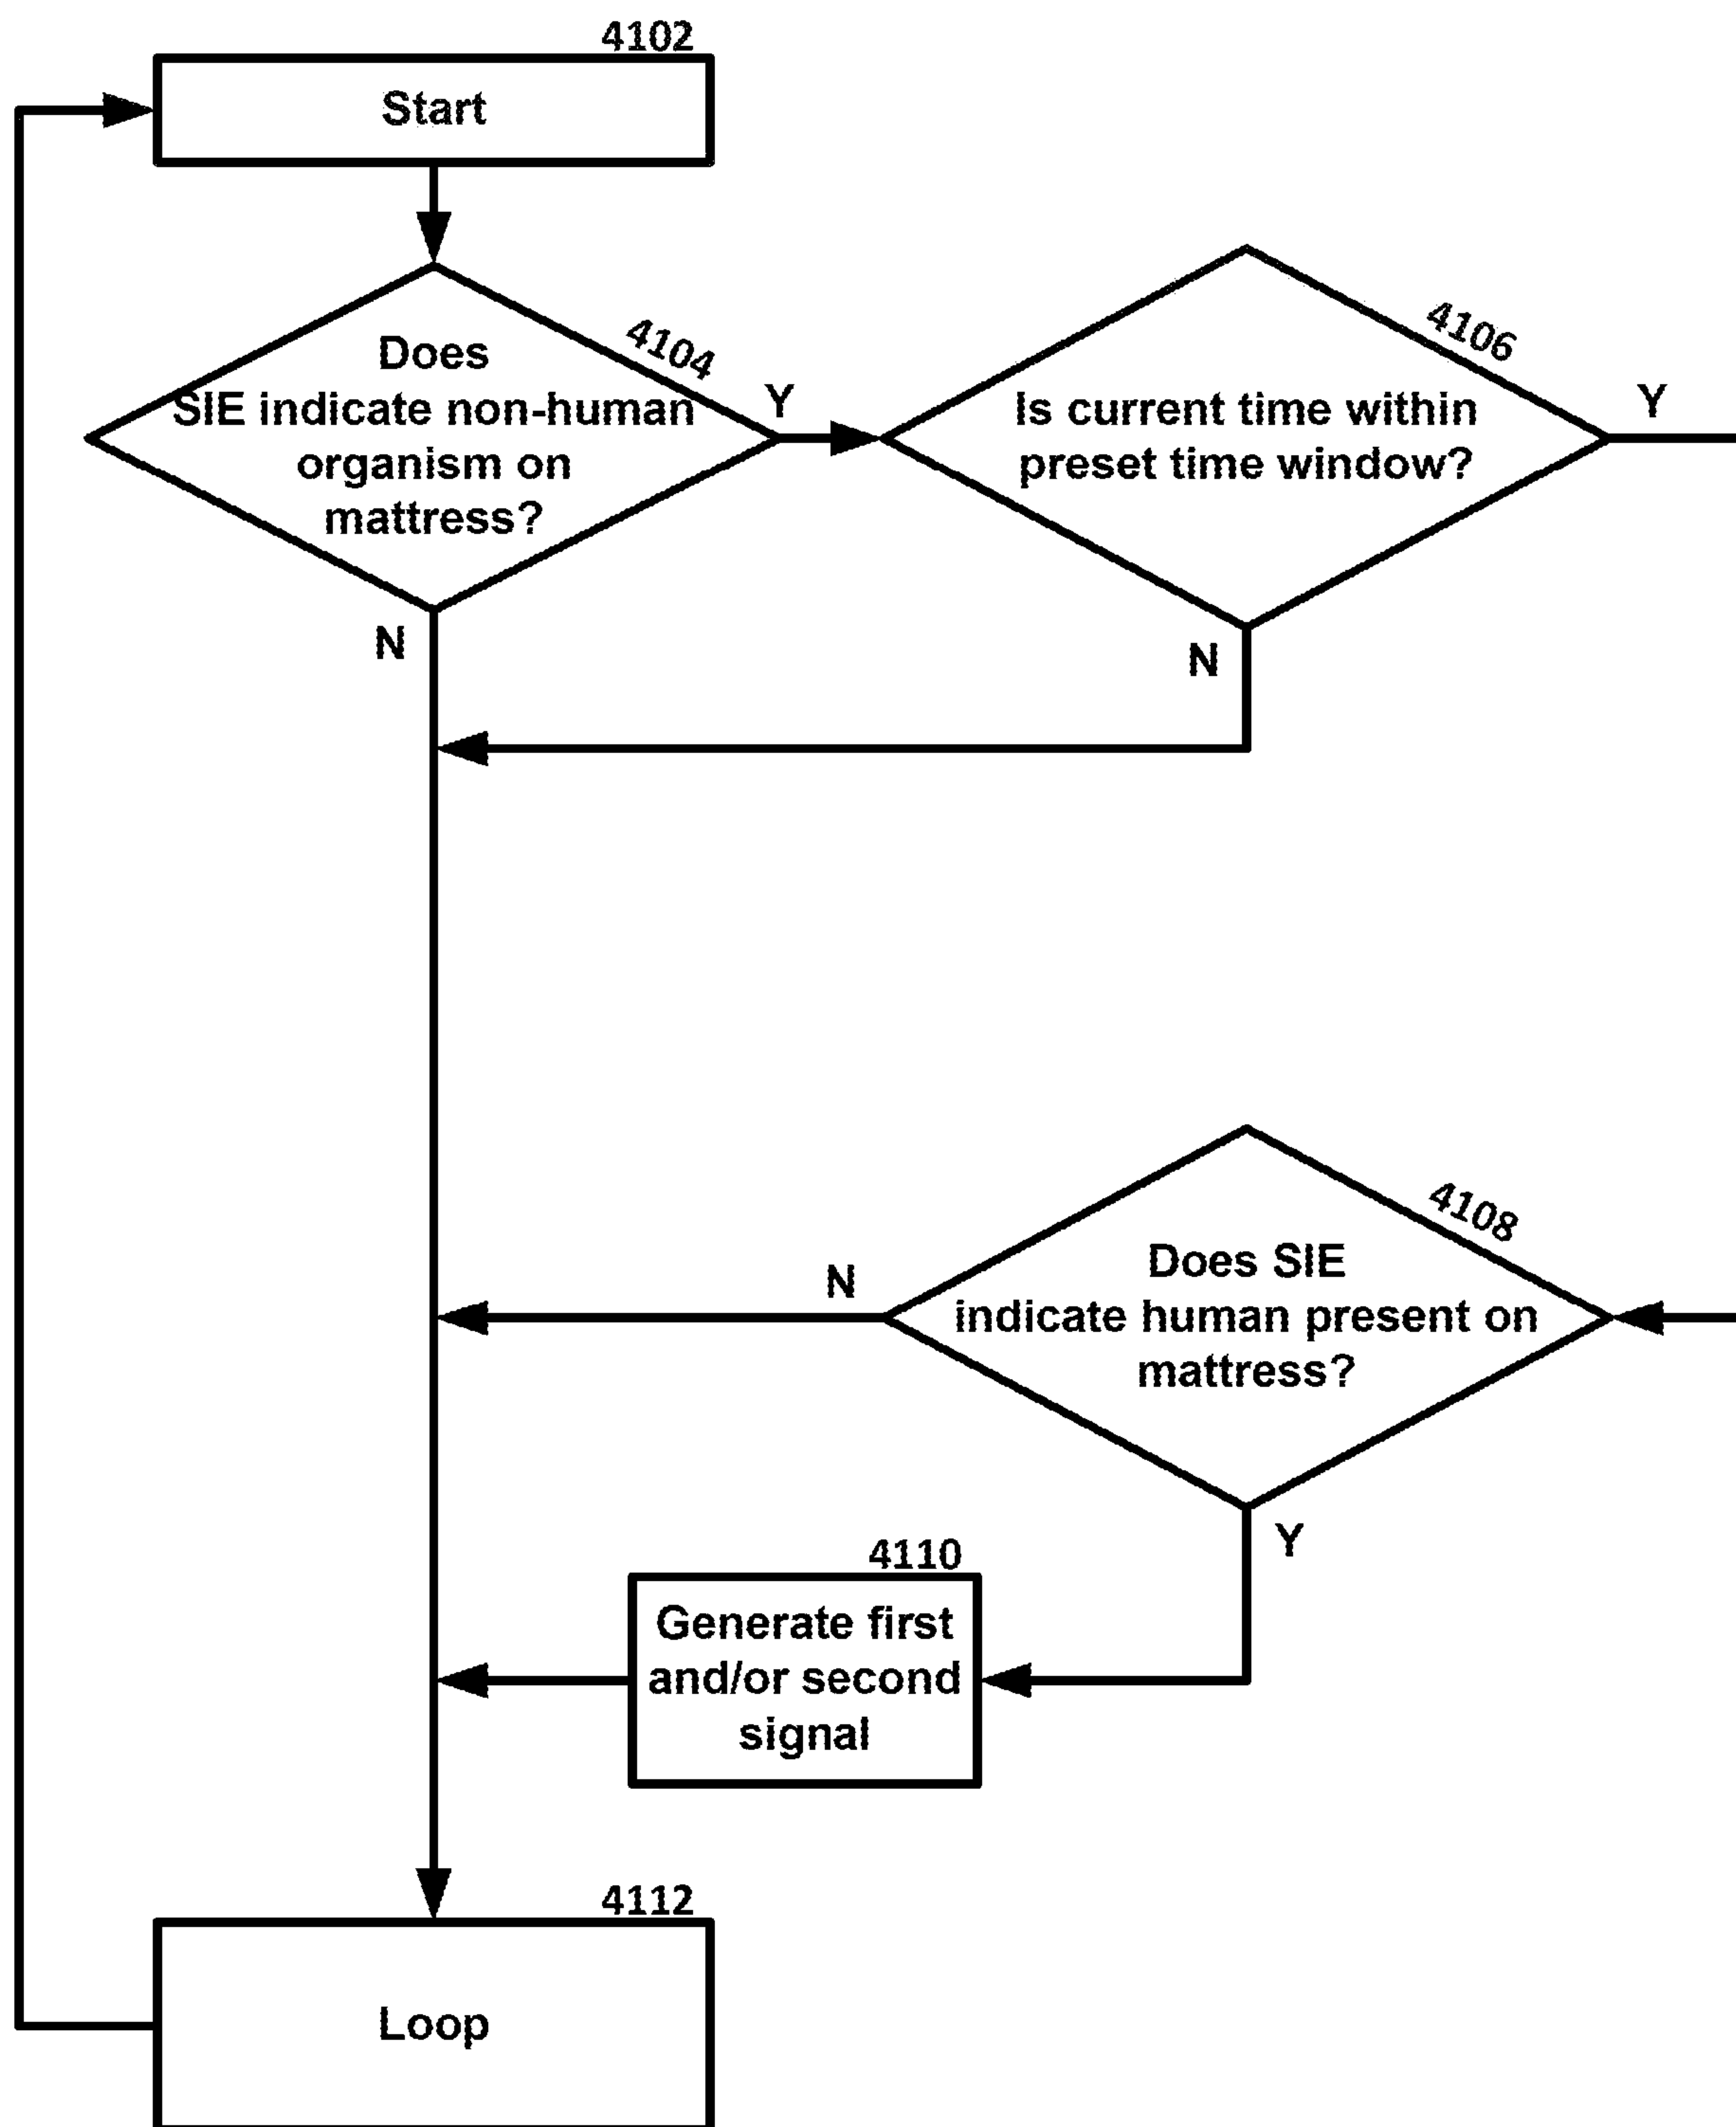 4102
Start
4104
Does
SIE indicate non-human
organism on
mattress?
Y
N
4106
Is current time within
preset time window?
Y
N
4108
Does SIE
indicate human present on
mattress?
N
Y
4110
Generate first
and/or second
signal
4112
Loop